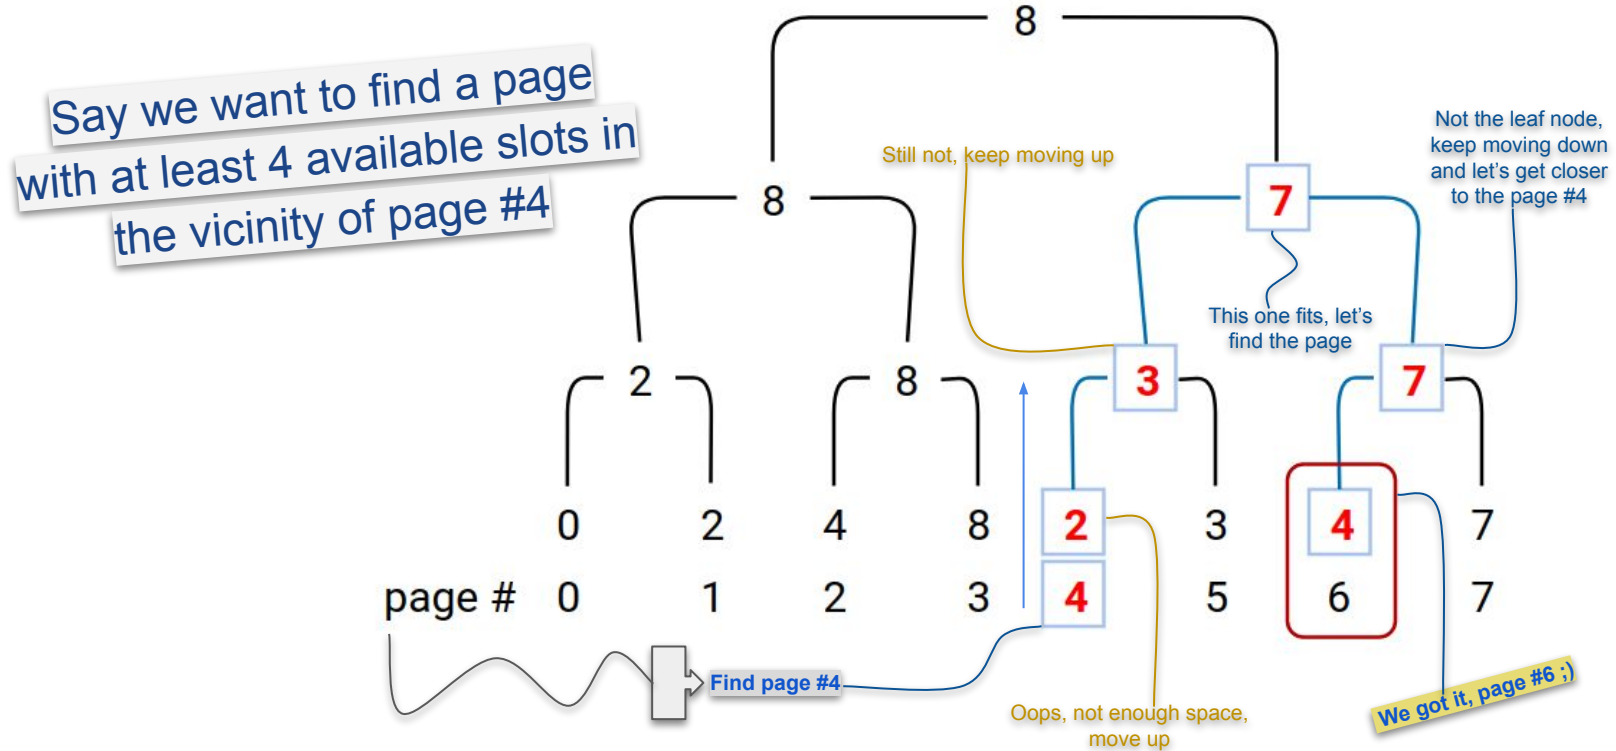 Say we want to find a page
with at least 4 available slots in
the vicinity of page #4
8
Still not, keep moving up
Not the leaf node,
keep moving down
and let's get closer
to the page #4
8
7
This one fits, let's
find the page
2
8
3
7
0 2 4 8 2 3 4 7
page # 0 1 2 3 4 5 6 7
Find page #4
Oops, not enough space,
move up
We got it, page #6 ;)